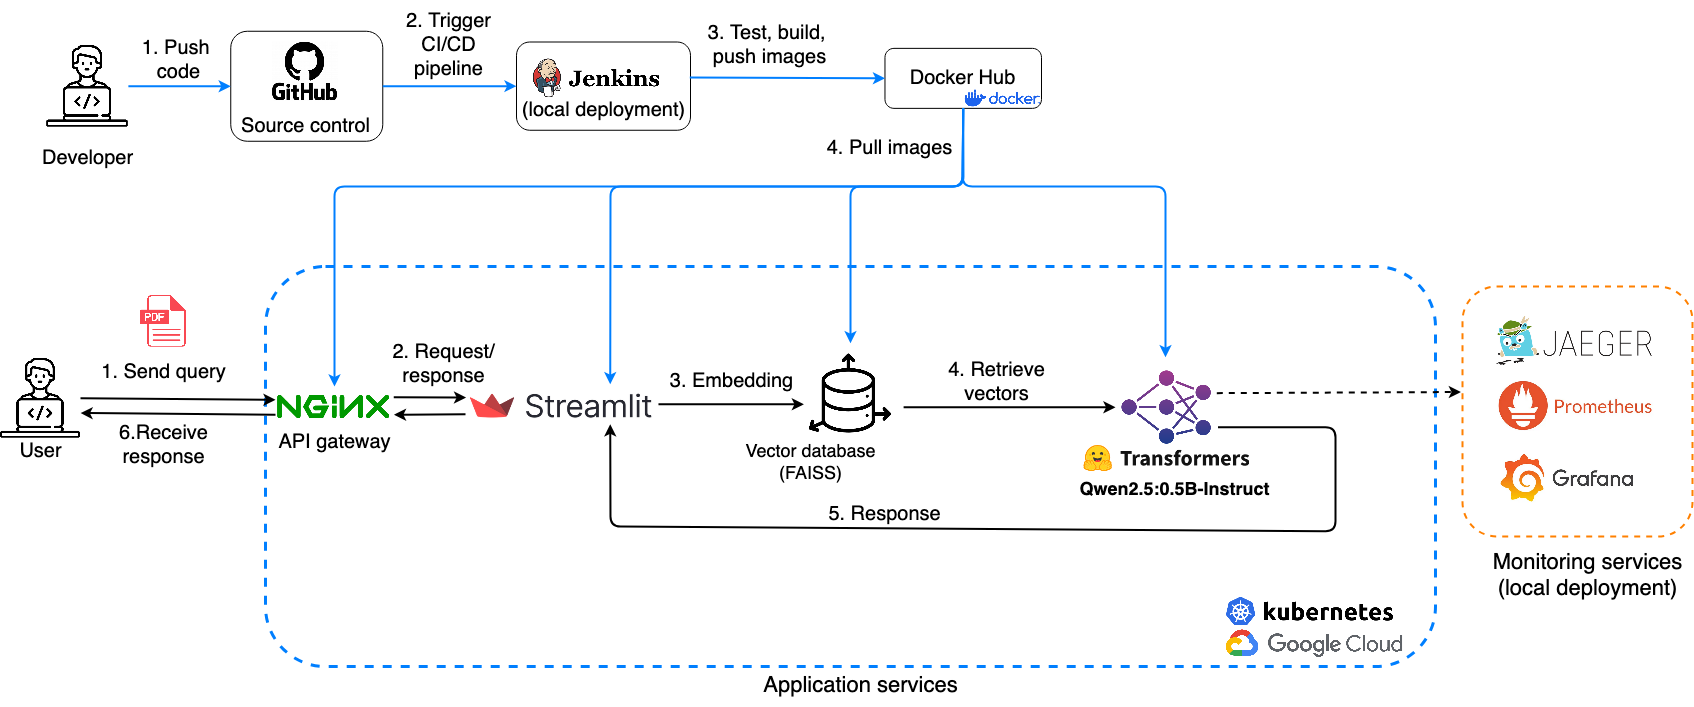 1. Push
code
GitHub
Source control
2. Trigger
CI/CD
pipeline
Jenkins
(local deployment)
3. Test, build,
push images
Docker Hub
docker
Developer
4. Pull images
PDF
1. Send query
User
6.Receive
response
NGINX
API gateway
2. Request/
response
Streamlit
3. Embedding
Vector database
(FAISS)
4. Retrieve
vectors
Transformers
Qwen2.5:0.5B-Instruct
5. Response
kubernetes
Google Cloud
Application services
JAEGER
Prometheus
Grafana
Monitoring services
(local deployment)